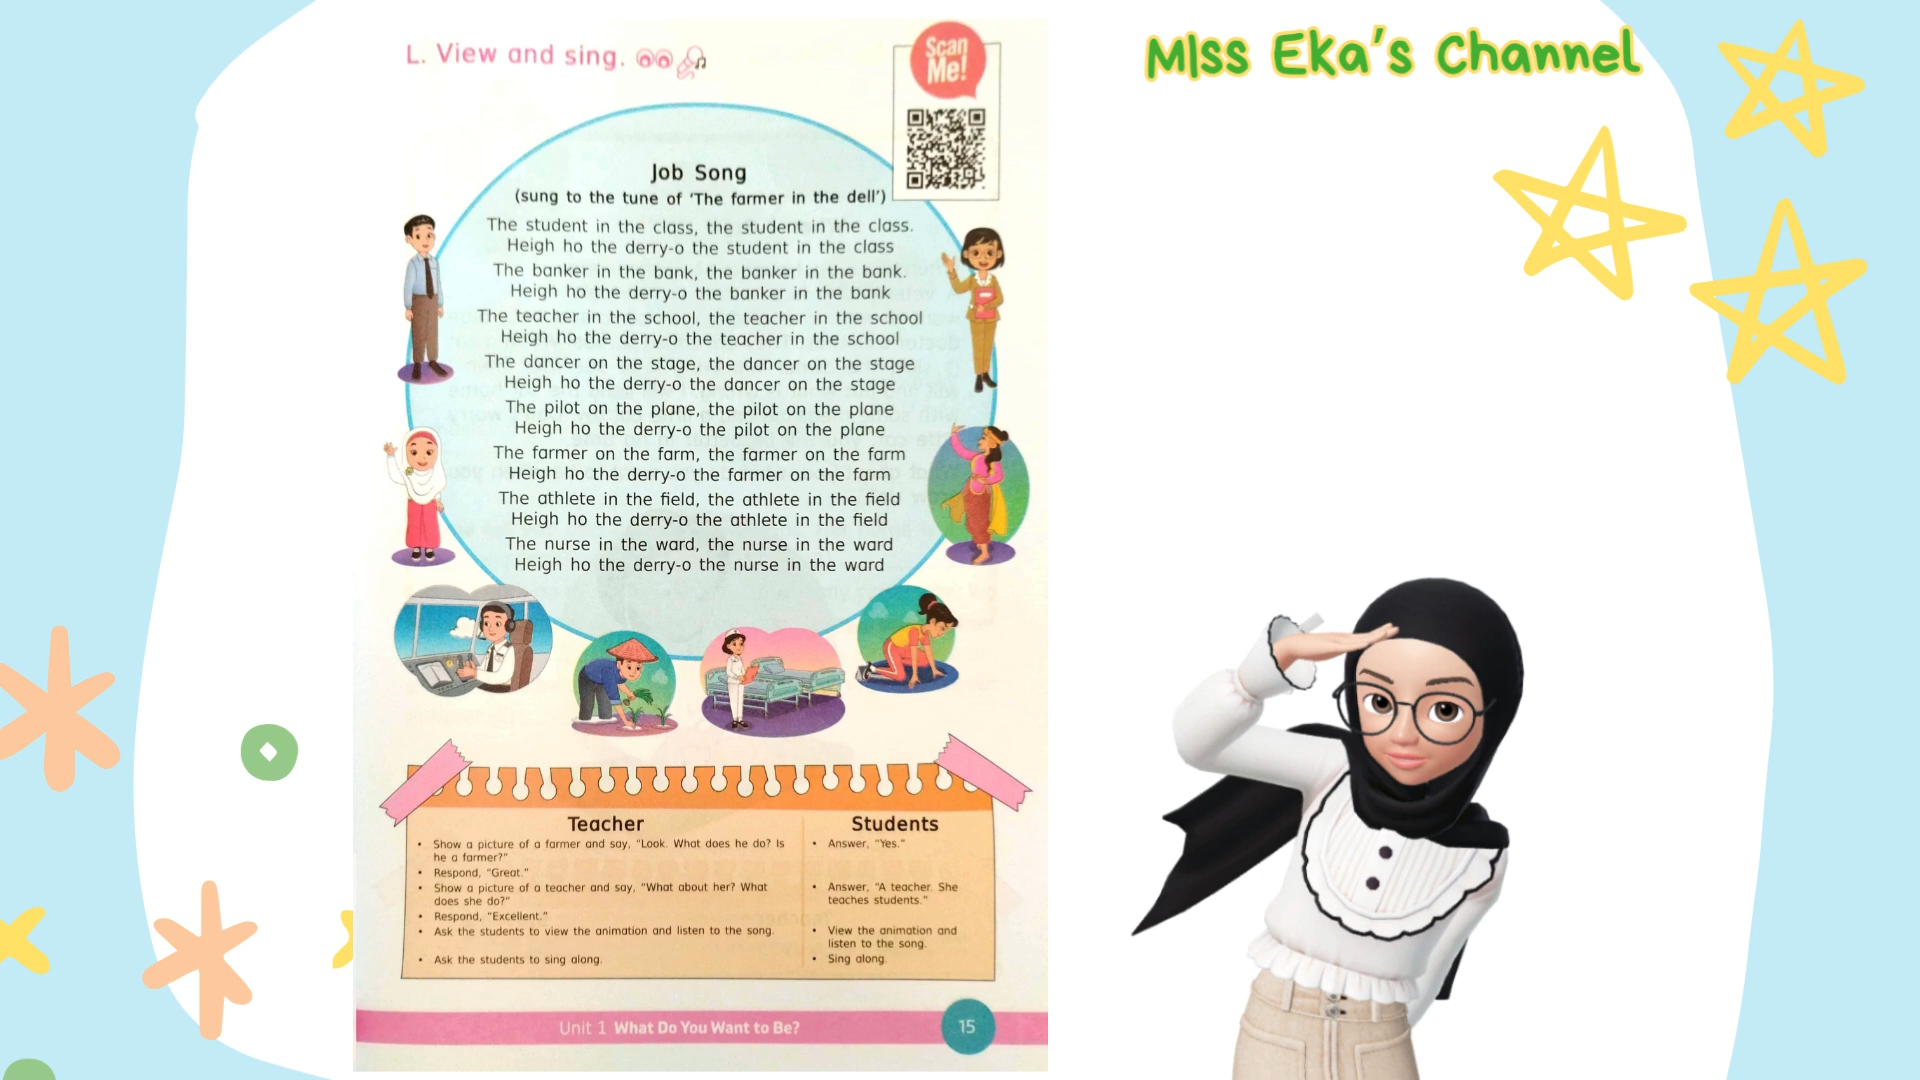 L. View and sing.
Scan
Me!
MIss Eka's Channel
Job Song
(sung to the tune of 'The farmer in the dell')
The student in the class, the student in the class.
Heigh ho the derry-o the student in the class
The banker in the bank, the banker in the bank.
Heigh ho the derry-o the banker in the bank
The teacher in the school, the teacher in the school
Heigh ho the derry-o the teacher in the school
The dancer on the stage, the dancer on the stage
Heigh ho the derry-o the dancer on the stage
The pilot on the plane, the pilot on the plane
Heigh ho the derry-o the pilot on the plane
The farmer on the farm, the farmer on the farm
Heigh ho the derry-o the farmer on the farm
The athlete in the field, the athlete in the field
Heigh ho the derry-o the athlete in the field
The nurse in the ward, the nurse in the ward
Heigh ho the derry-o the nurse in the ward
Teacher
• Show a picture of a farmer and say, "Look. What does he do? Is
he a farmer?"
• Respond, "Great."
• Show a picture of a teacher and say, "What about her? What
does she do?"
• Respond, "Excellent."
• Ask the students to view the animation and listen to the song.
• Ask the students to sing along.
Students
• Answer, "Yes."
• Answer, "A teacher. She
teaches students."
• View the animation and
listen to the song.
• Sing along.
Unit 1 What Do You Want to Be?
15